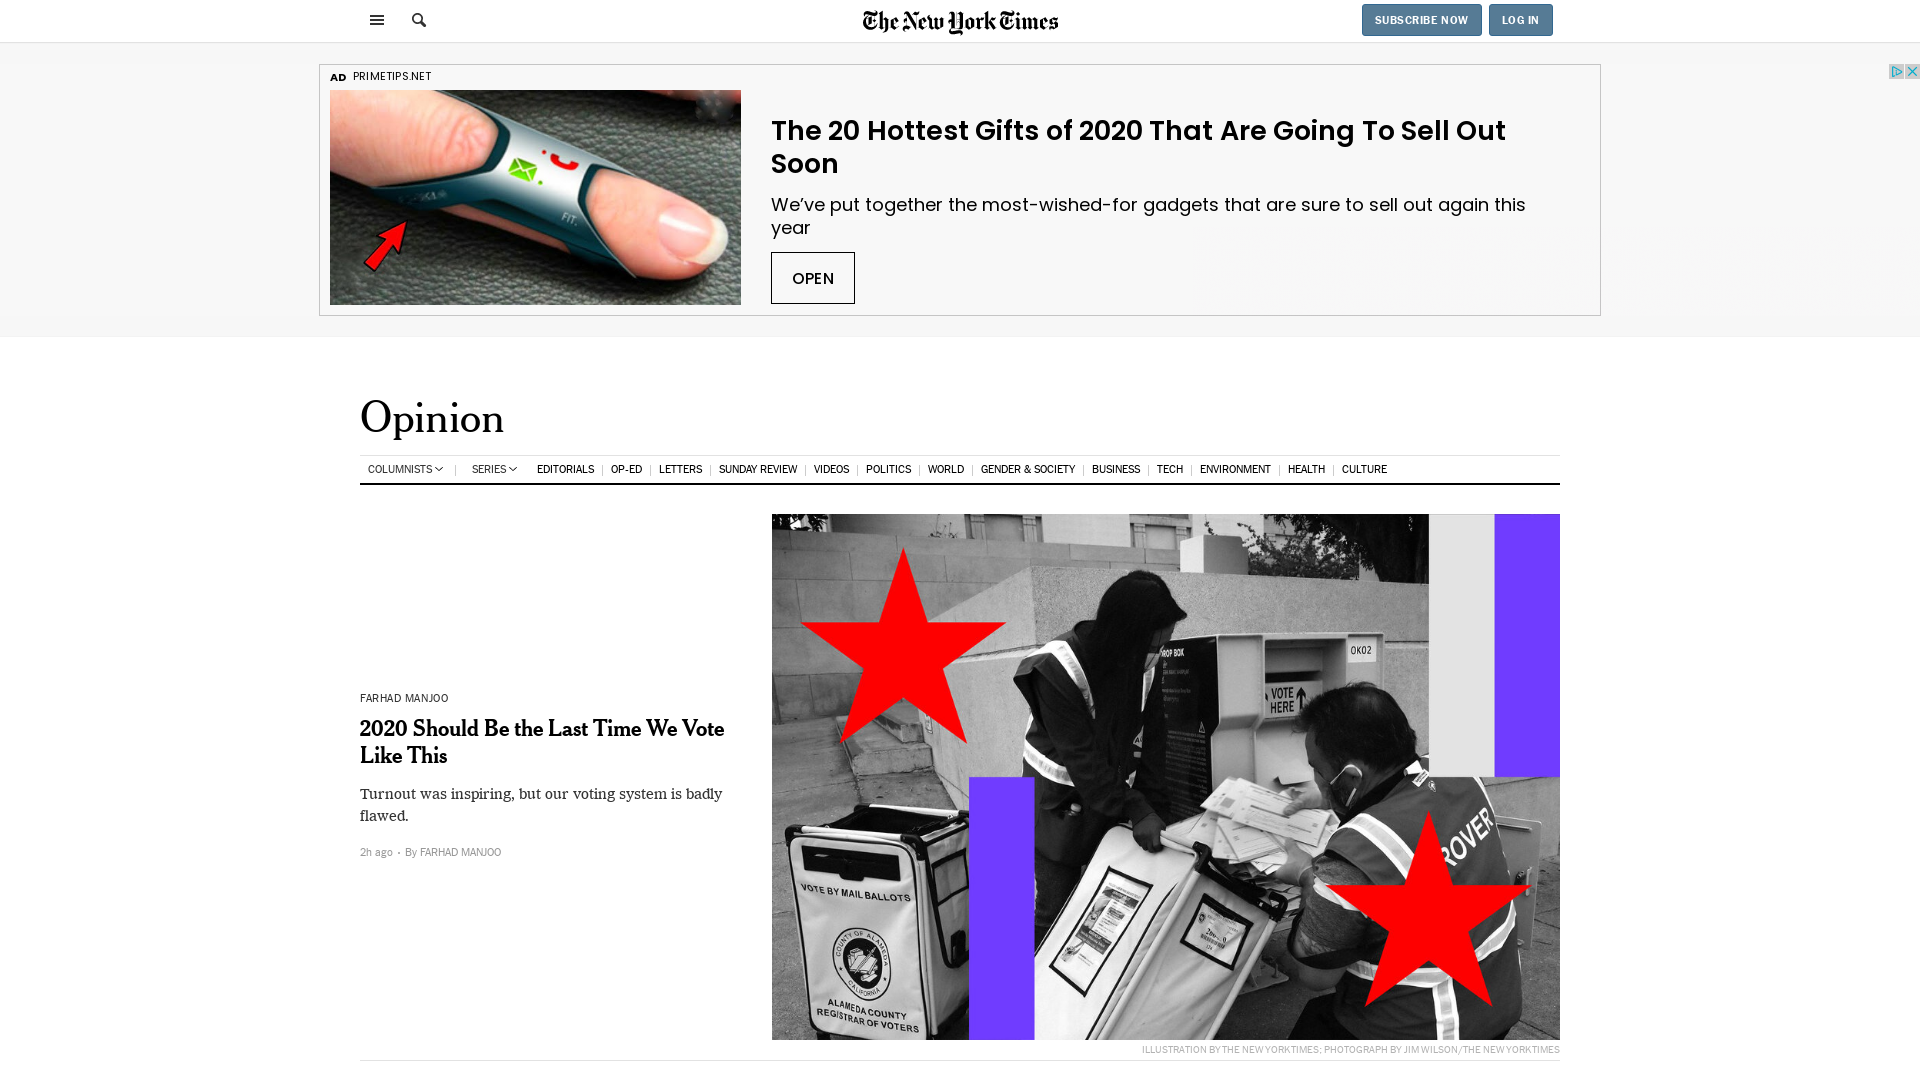 The New York Times
SUBSCRIBE NOW
LOG IN
AD PRIMETIPS.NET
FIT.
The 20 Hottest Gifts of 2020 That Are Going To Sell Out
Soon
We've put together the most-wished-for gadgets that are sure to sell out again this
year
OPEN
Opinion
COLUMNISTS SERIES EDITORIALS OP-ED LETTERS SUNDAY REVIEW VIDEOS POLITICS WORLD GENDER & SOCIETY BUSINESS TECH ENVIRONMENT HEALTH CULTURE
FARHAD MANJOO
2020 Should Be the Last Time We Vote
Like This
Turnout was inspiring, but our voting system is badly
flawed.
2h ago • By FARHAD MANJOO
OK02
VOTE
HERE
ROVER
VOTE BY MAIL BALLOTS
COUNTY OF ALAMEDA
CALIFORNIA
ALAMEDA COUNTY
REGISTRAR OF VOTERS
ILLUSTRATION BY THE NEW YORK TIMES; PHOTOGRAPH BY JIM WILSON/THE NEW YORK TIMES